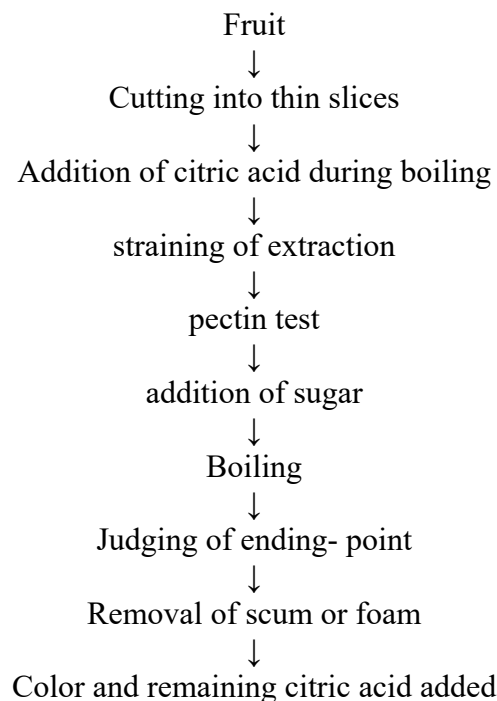 Fruit
↓
Cutting into thin slices
↓
Addition of citric acid during boiling
↓
straining of extraction
↓
pectin test
↓
addition of sugar
↓
Boiling
↓
Judging of ending- point
↓
Removal of scum or foam
↓
Color and remaining citric acid added